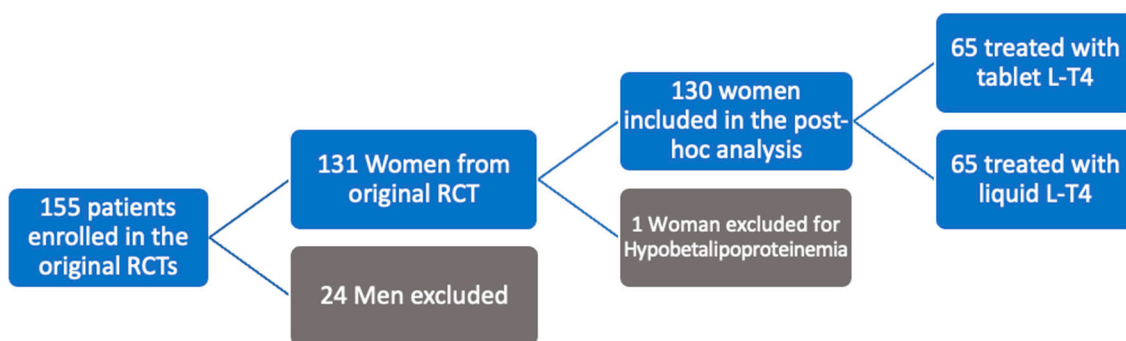 155 patients
enrolled in the
original RCTs
131 Women from
original RCT
24 Men excluded
130 women
included in the post-
hoc analysis
1 Woman excluded for
Hypobetalipoproteinemia
65 treated with
tablet L-T4
65 treated with
liquid L-T4